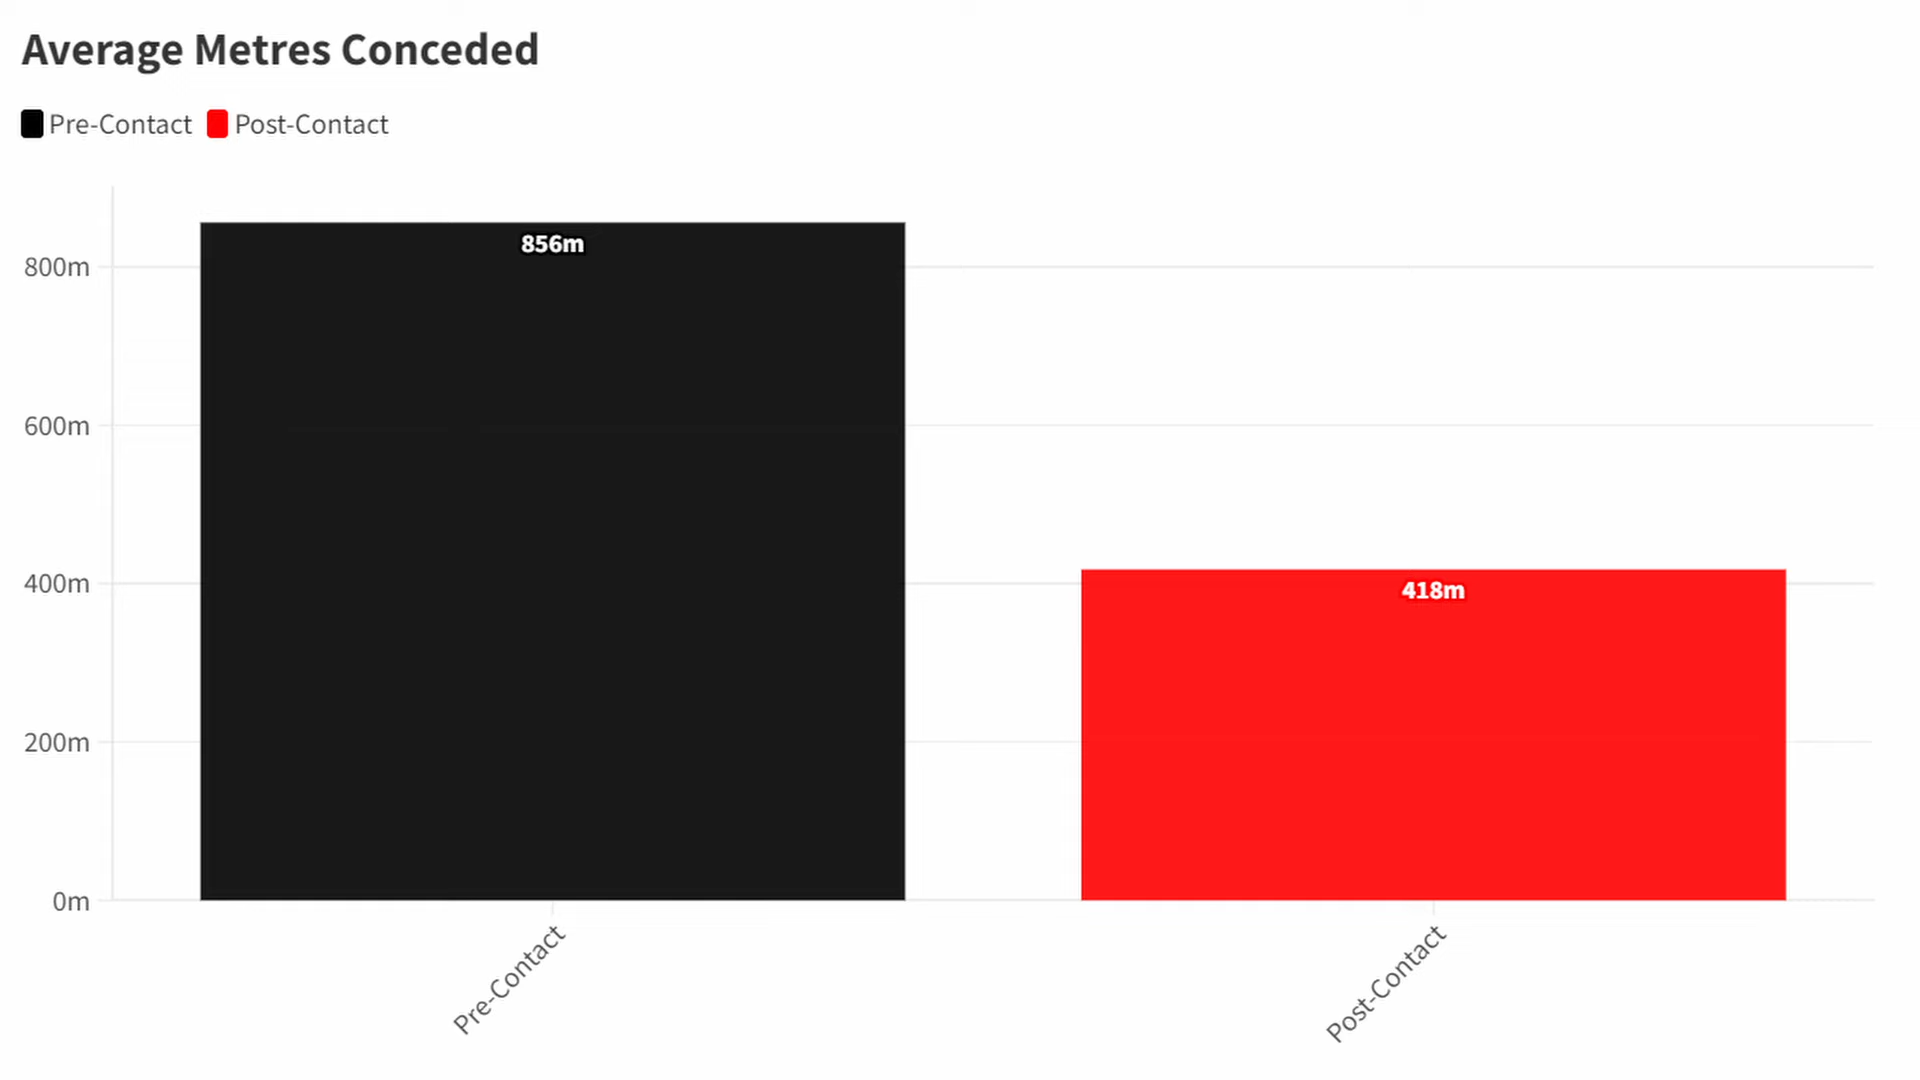 Average Metres Conceded
Pre-Contact Post-Contact
856m
800m
600m
418m
400m
200m
0m
Pre-Contact
Post-Contact